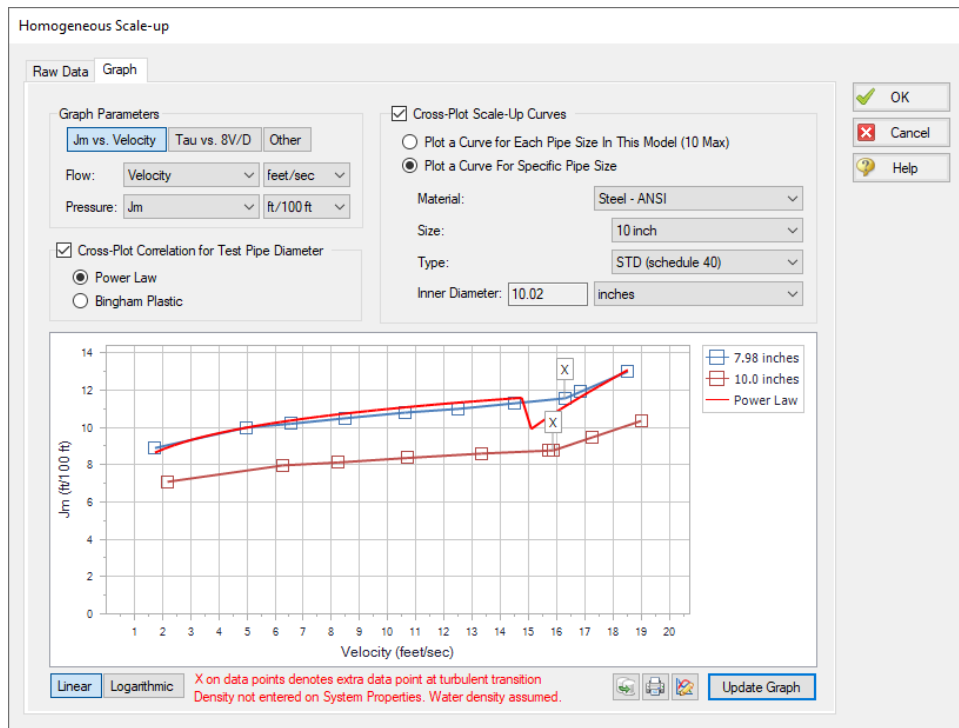 Homogeneous Scale-up
Raw Data
Graph
Graph Parameters
Jm vs. Velocity
Tau vs. 8V/D
Other
Flow:
Velocity
feet/sec
Pressure:
Jm
ft/100 ft
Cross-Plot Correlation for Test Pipe Diameter
Power Law
Bingham Plastic
Cross-Plot Scale-Up Curves
Plot a Curve for Each Pipe Size In This Model (10 Max)
Plot a Curve For Specific Pipe Size
Material:
Steel - ANSI
Size:
10 inch
Type:
STD (schedule 40)
Inner Diameter:
10.02
inches
OK
Cancel
Help
14
12
10
8
6
4
2
0
Jm (ft/100 ft)
X
X
1 2 3 4 5 6 7 8 9 10 11 12 13 14 15 16 17 18 19 20
Velocity (feet/sec)
7.98 inches
10.0 inches
Power Law
Linear
Logarithmic
X on data points denotes extra data point at turbulent transition
Density not entered on System Properties. Water density assumed.
Update Graph